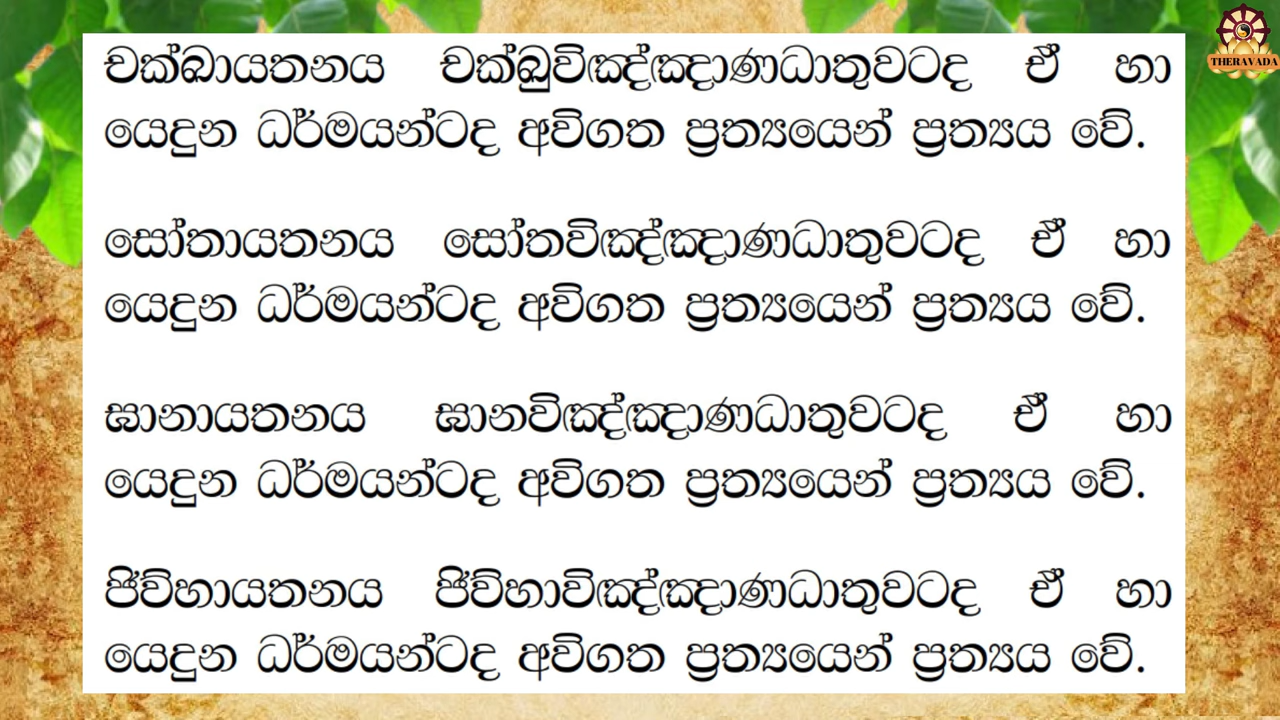 චක්ඛායතනය චක්ඛුවිඤ්ඤාණධාතුවටද ඒ හා
යෙදුන ධර්මයන්ටද අවිගත ප්‍රත්‍යයෙන් ප්‍රත්‍යය වේ.
සෝතායතනය සෝතවිඤ්ඤාණධාතුවටද ඒ හා
යෙදුන ධර්මයන්ටද අවිගත ප්‍රත්‍යයෙන් ප්‍රත්‍යය වේ.
ඝානායතනය ඝානවිඤ්ඤාණධාතුවටද ඒ හා
යෙදුන ධර්මයන්ටද අවිගත ප්‍රත්‍යයෙන් ප්‍රත්‍යය වේ.
ජිව්හායතනය ජිව්හාවිඤ්ඤාණධාතුවටද ඒ හා
යෙදුන ධර්මයන්ටද අවිගත ප්‍රත්‍යයෙන් ප්‍රත්‍යය වේ.
THERAVADA